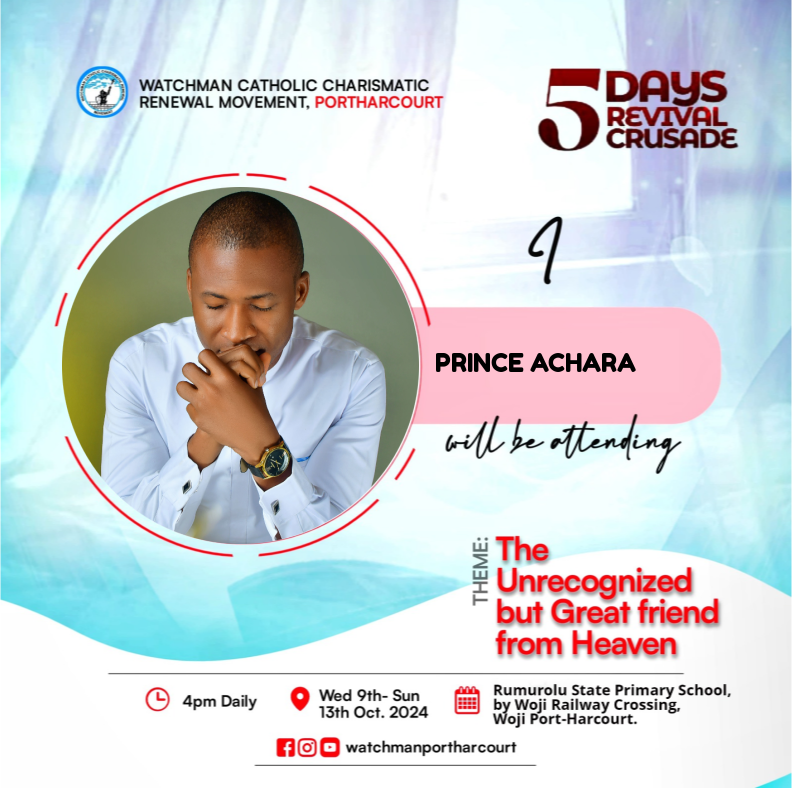 WATCHMAN CATHOLIC CHARISMATIC
RENEWAL MOVEMENT, PORTHARCOURT
5 DAYS
REVIVAL
CRUSADE
I
PRINCE ACHARA
will be attending
THEME:
The
Unrecognized
but Great friend
from Heaven
4pm Daily
Wed 9th- Sun
13th Oct. 2024
Rumurolu State Primary School,
by Woji Railway Crossing,
Woji Port-Harcourt.
watchmanportharcourt